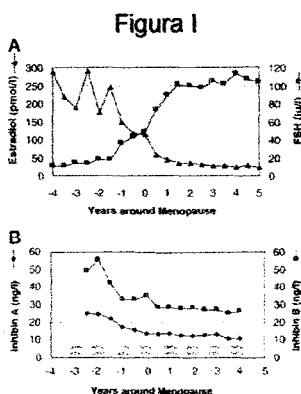 Figura I
A
Estradiol (pmol/l)
300
250
200
150
100
50
0
120
100
80
60
40
20
0
FSH (IU/l)
-4 -3 -2 -1 0 1 2 3 4 5
Years around Menopause
B
Inhibin A (ng/l)
60
50
40
30
20
10
0
60
50
40
30
20
10
0
Inhibin B (ng/l)
-4 -3 -2 -1 0 1 2 3 4 5
Years around Menopause